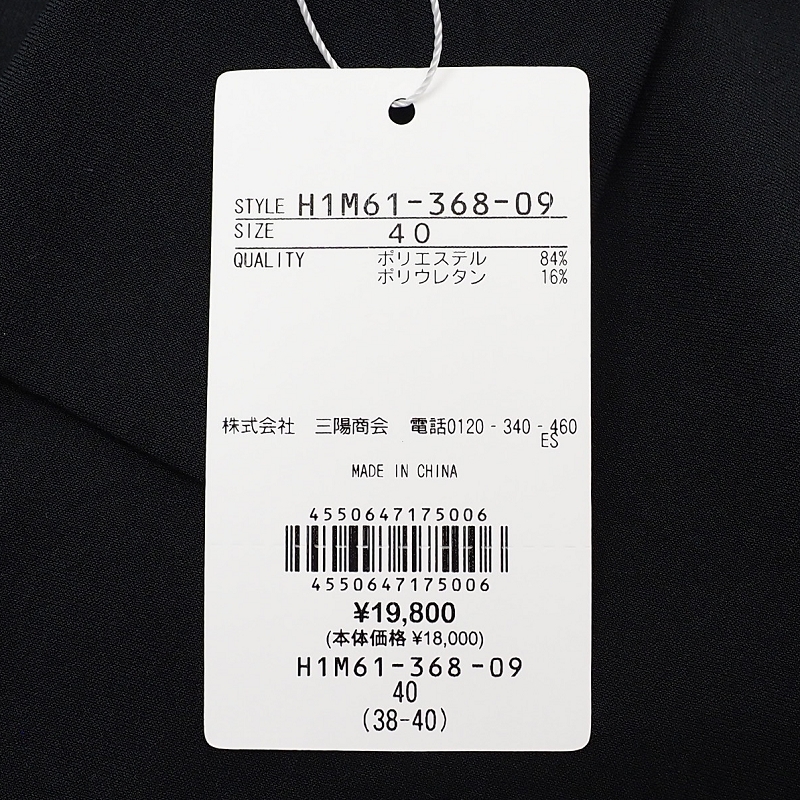 STYLE H1M61-368-09
SIZE 40
QUALITY ポリエステル 84%
ポリウレタン 16%
株式会社 三陽商会 電話0120-340-460
ES
MADE IN CHINA
4550647175006
4550647175006
¥19,800
(本体価格 ¥18,000)
H1M61-368-09
40
(38-40)